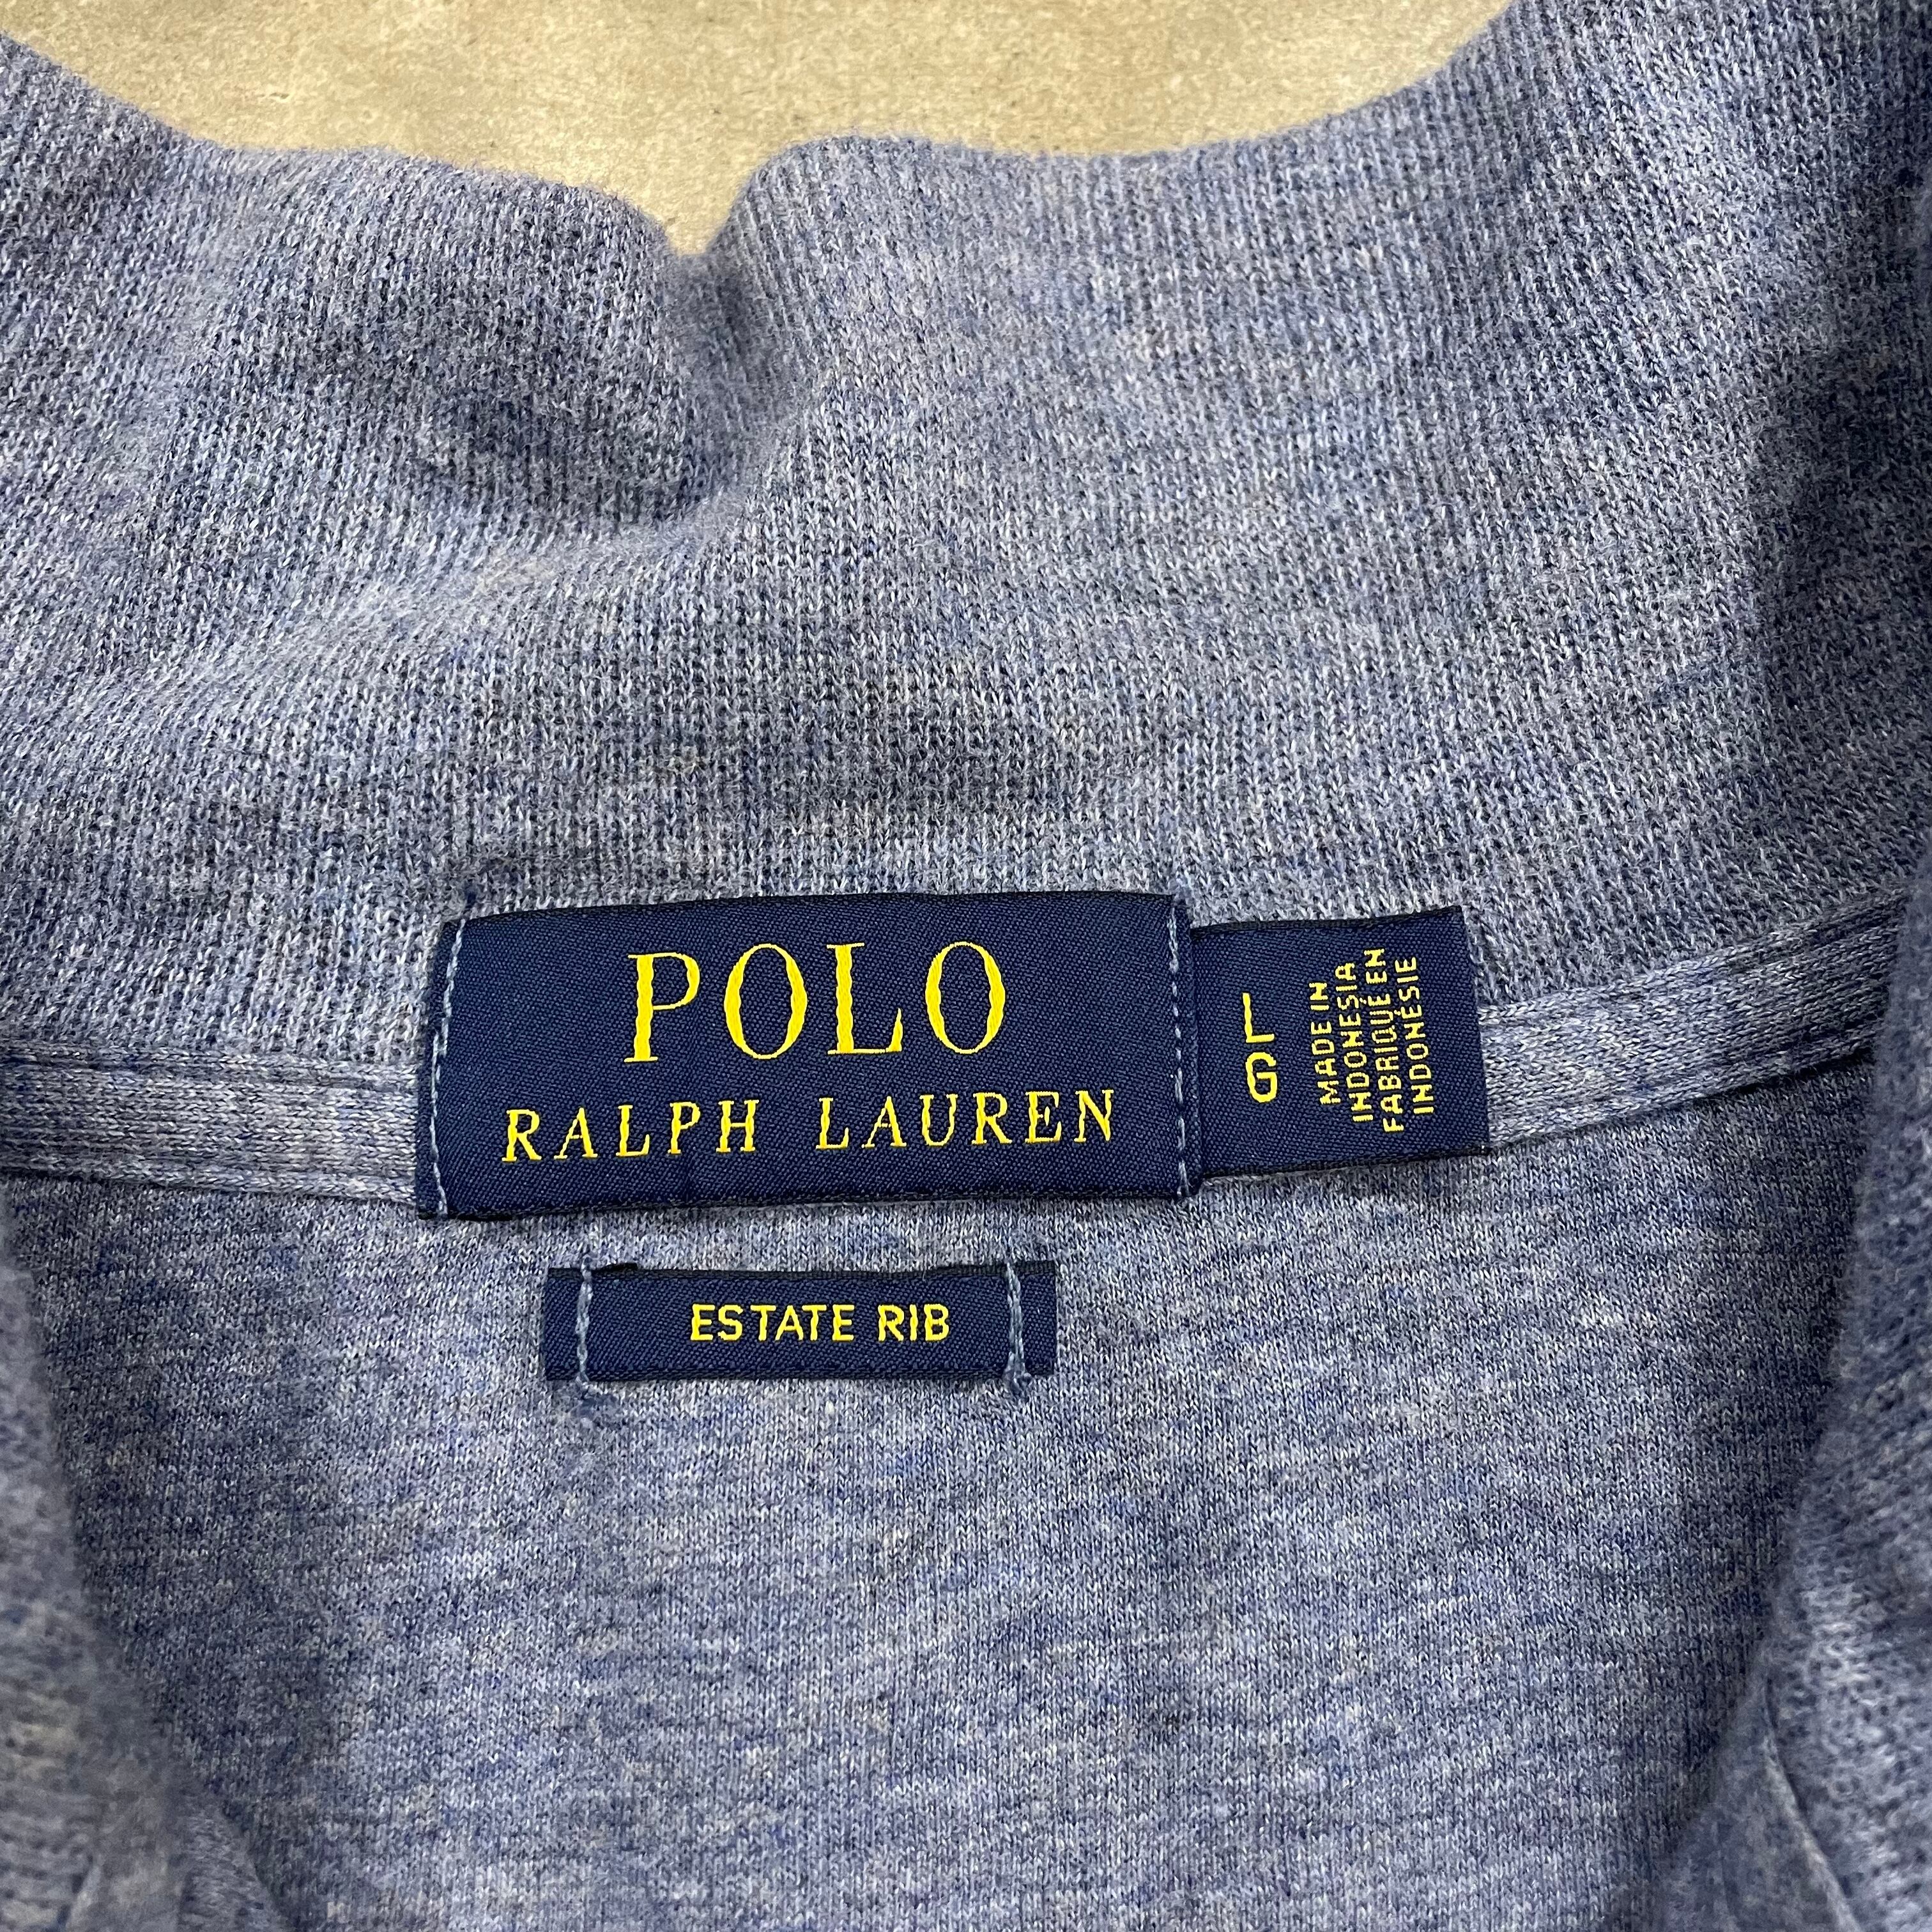 POLO
RALPH LAUREN
L
G
MADE IN
INDONESIA
FABRIQUÉ EN
INDONÉSIE
ESTATE RIB